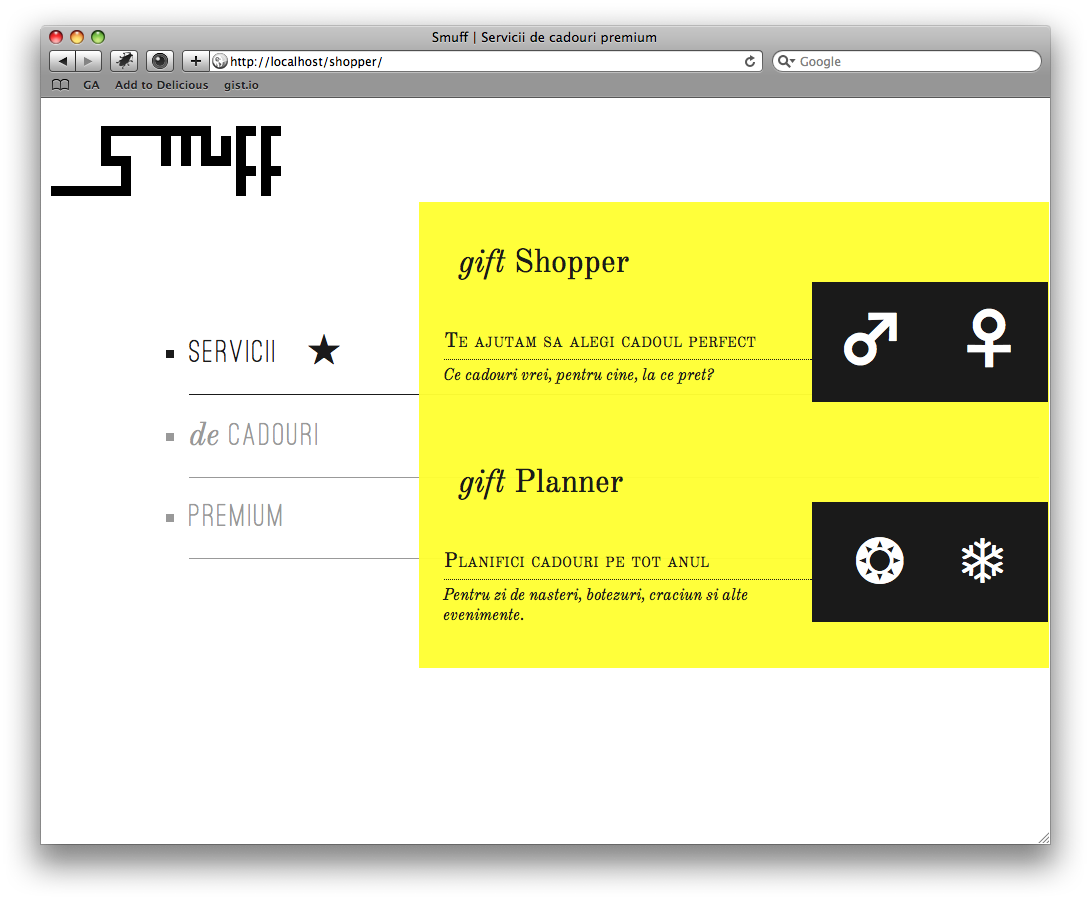 Smuff | Servicii de cadouri premium
http://localhost/shopper/
Google
GA Add to Delicious gist.io
Smuff
gift Shopper
SERVICII ★
Te ajutam sa alegi cadoul perfect
♂ ♀
Ce cadouri vrei, pentru cine, la ce pret?
de CADOURI
gift Planner
PREMIUM
Planifici cadouri pe tot anul
❂ ❄
Pentru zi de nasteri, botezuri, craciun si alte
evenimente.